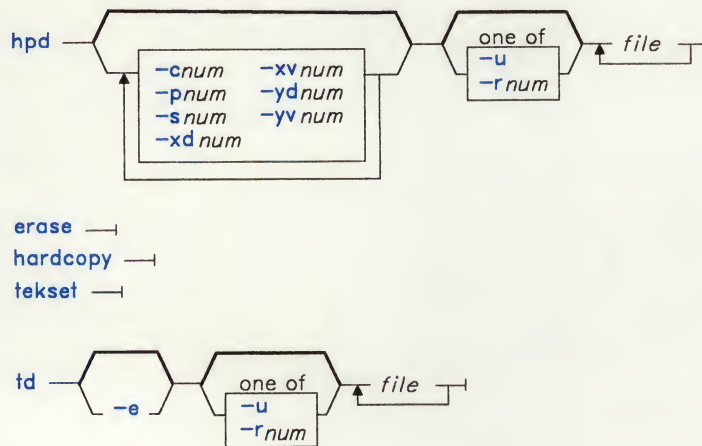 hpd
one of
file
-cnum -xvnum
-pnum -ydnum
-snum -yvnum
-xdnum
-u
-rnum
erase
hardcopy
tekset
td
-e
one of
file
-u
-rnum